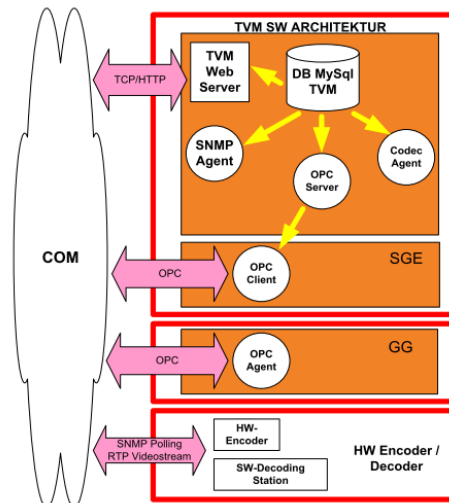 TVM SW ARCHITEKTUR
TVM
Web
Server
DB MySql
TVM
TCP/HTTP
SNMP
Agent
Codec
Agent
OPC
Server
COM
OPC
OPC
Client
SGE
OPC
OPC
Agent
GG
SNMP Polling
RTP Videostream
HW-
Encoder
SW-Decoding
Station
HW Encoder /
Decoder